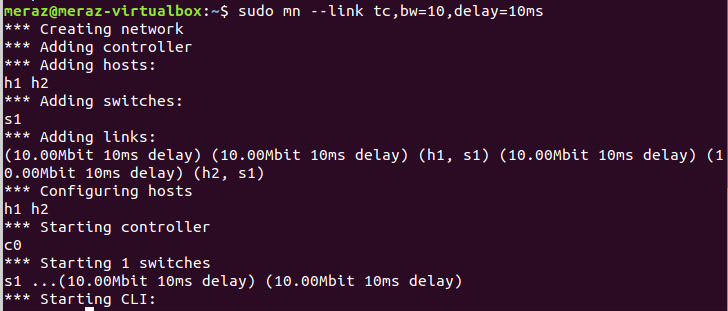 meraz@meraz-virtualbox:~$ sudo mn --link tc,bw=10,delay=10ms
*** Creating network
*** Adding controller
*** Adding hosts:
h1 h2
*** Adding switches:
s1
*** Adding links:
(10.00Mbit 10ms delay) (10.00Mbit 10ms delay) (h1, s1) (10.00Mbit 10ms delay) (1
0.00Mbit 10ms delay) (h2, s1)
*** Configuring hosts
h1 h2
*** Starting controller
c0
*** Starting 1 switches
s1 ...(10.00Mbit 10ms delay) (10.00Mbit 10ms delay)
*** Starting CLI: